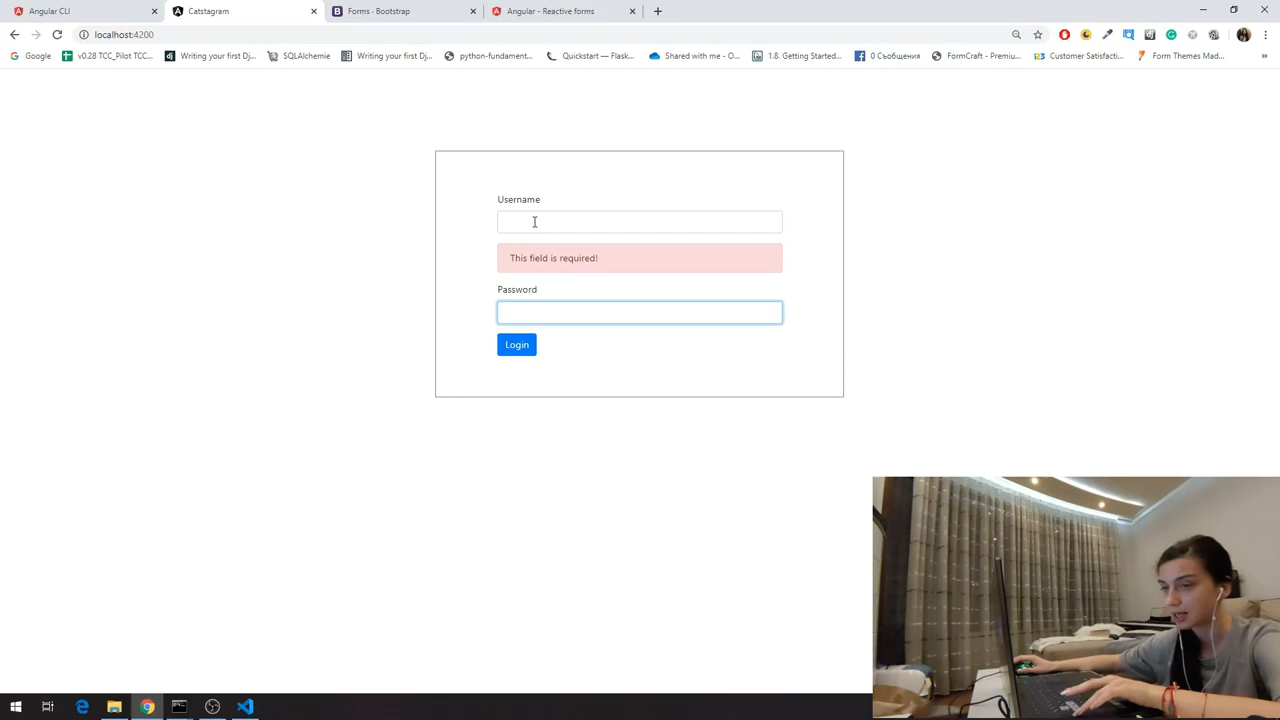 Angular CLI
Catstagram
Forms - Bootstrap
Angular - Reactive forms
localhost:4200
Google
v0.28 TCC_Pilot TCC...
Writing your first Dj...
SQLAlchemie
Writing your first Dj...
python-fundament...
Quickstart — Flask...
Shared with me - O...
1.8. Getting Started...
0 Съобщения
FormCraft - Premiu...
Customer Satisfacti...
Form Themes Mad...
Username
This field is required!
Password
Login